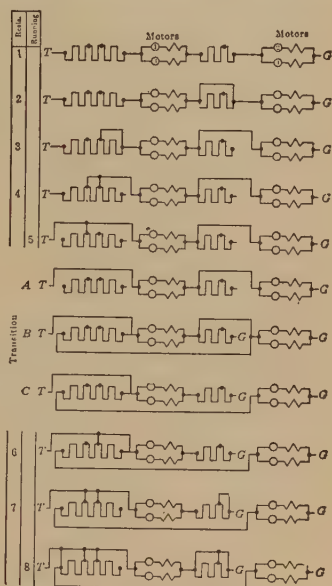 Resis.
Running
Motors Motors
1 T G
2 T G
3 T G
4 T G
5 T G
Transition
A T G
B T G G
C T G G
6 T G G
7 T G G
8 T G G